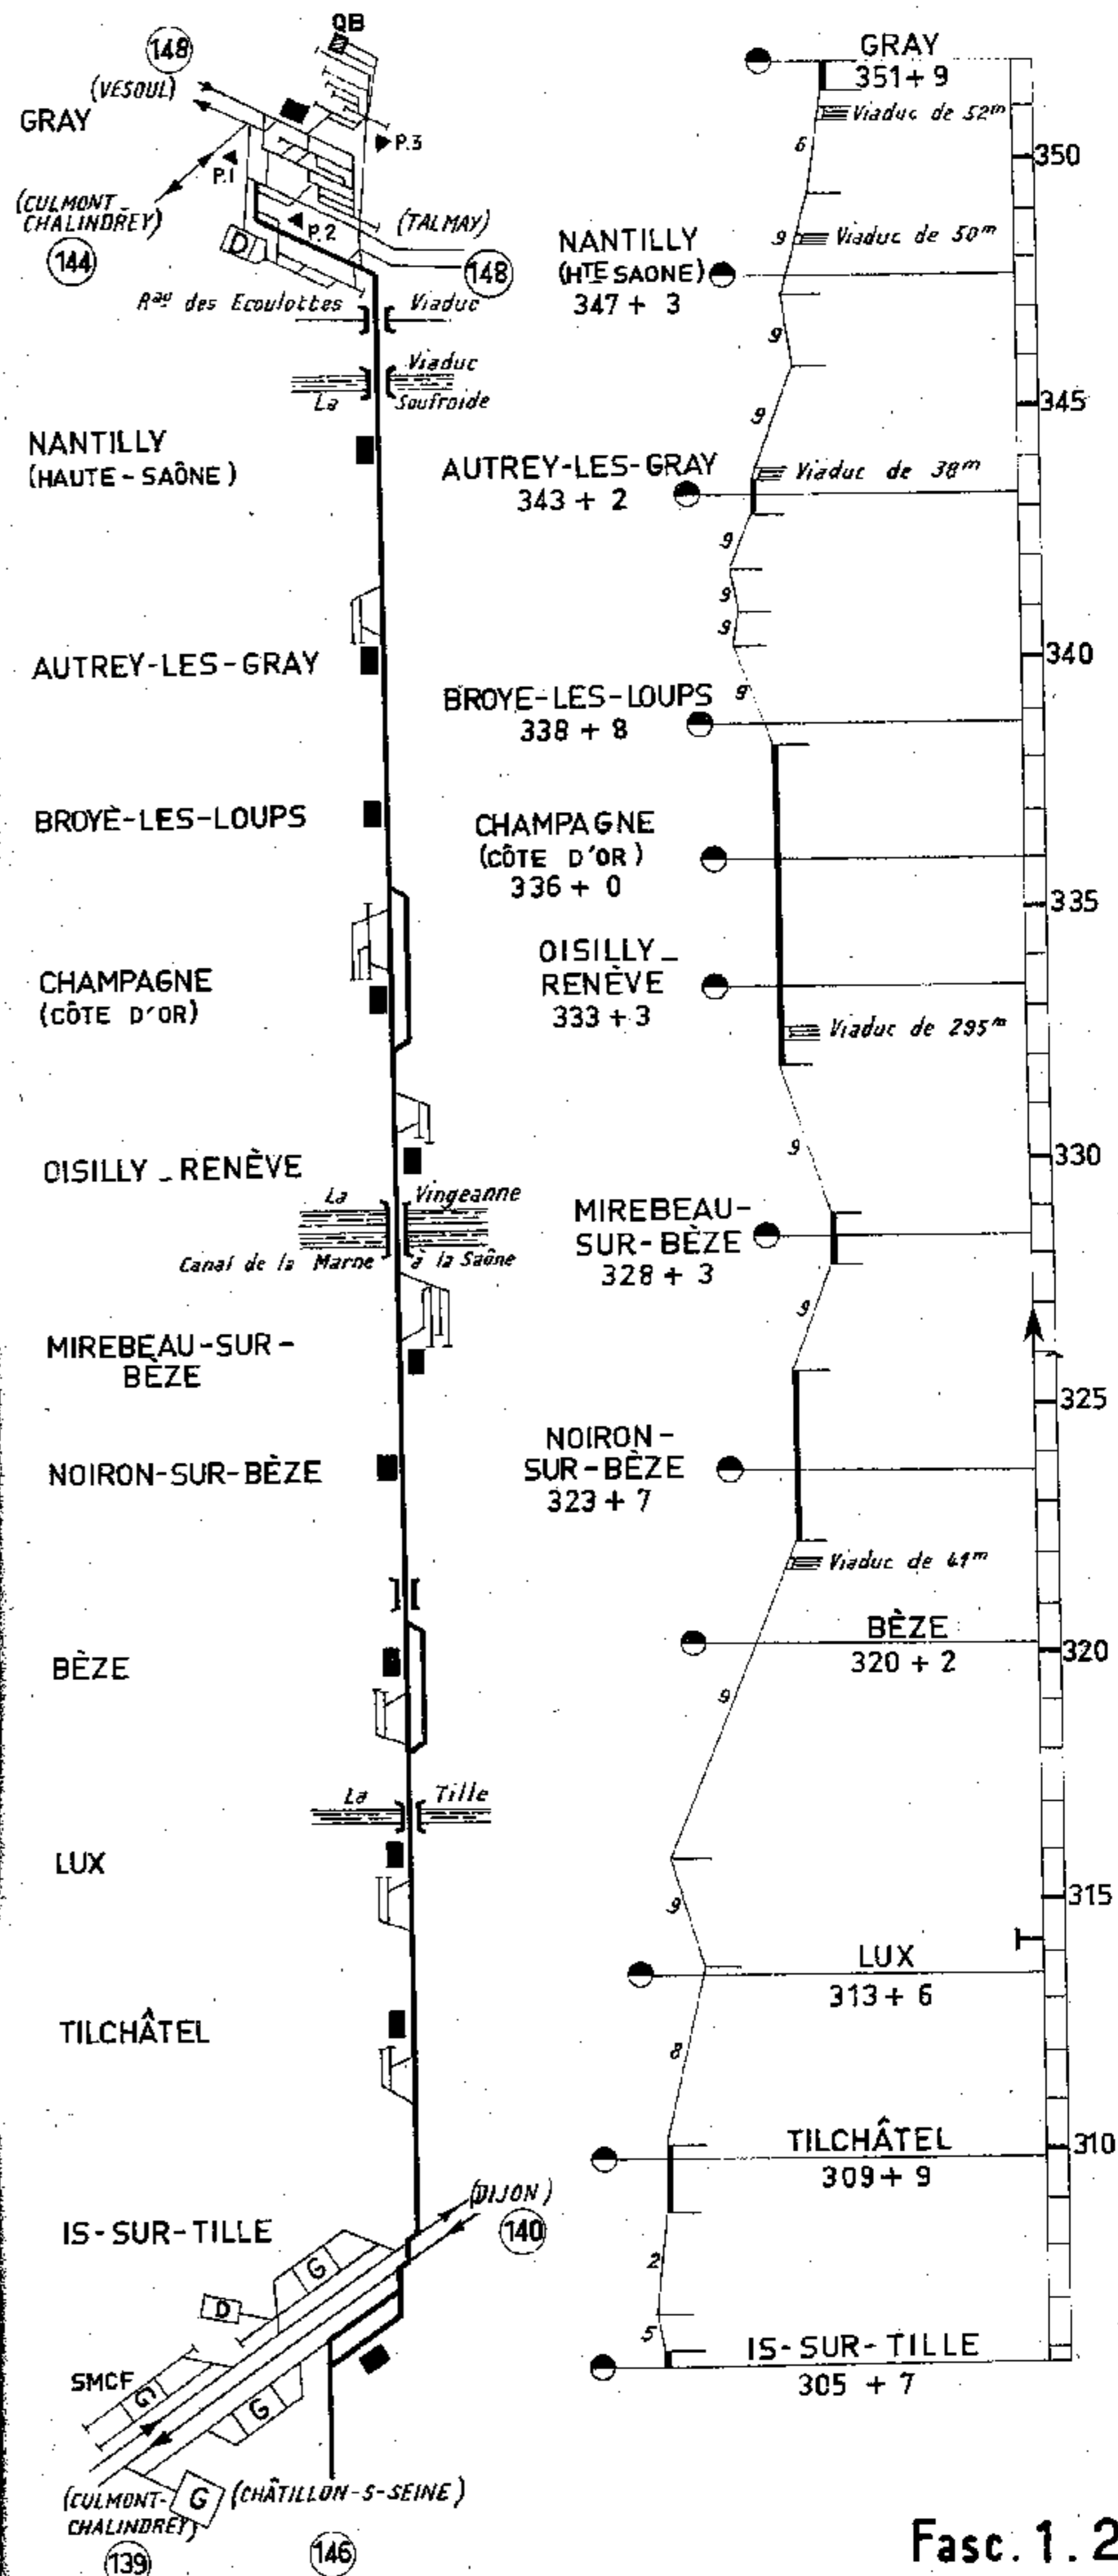 QB
148
(VESOUL)
GRAY
P.3
P.1
(CULMONT-
CHALINDREY)
144
(TALMAY)
P.2
D
148
Rau des Ecoulottes
Viaduc
Viaduc
La Soufroide
NANTILLY
(HAUTE-SAÔNE)
AUTREY-LES-GRAY
BROYÈ-LES-LOUPS
CHAMPAGNE
(CÔTE D'OR)
OISILLY_RENÈVE
La Vingeanne
Canal de la Marne à la Saône
MIREBEAU-SUR-
BÈZE
NOIRON-SUR-BÈZE
BÈZE
La Tille
LUX
TILCHÂTEL
(DIJON)
140
IS-SUR-TILLE
G
D
SMCF
G
G
(CULMONT-
CHALINDREY)
G
(CHÂTILLON-S-SEINE)
139
146
GRAY
351+9
Viaduc de 52m
6
350
9
Viaduc de 50m
NANTILLY
(HTE SAONE)
347 + 3
9
345
9
AUTREY-LES-GRAY
343 + 2
Viaduc de 38m
9
9
9
340
9
BROYE-LES-LOUPS
338 + 8
CHAMPAGNE
(CÔTE D'OR)
336 + 0
335
OISILLY_
RENÈVE
333+3
Viaduc de 295m
9
330
MIREBEAU-
SUR-BÈZE
328 + 3
9
325
NOIRON-
SUR-BÈZE
323 + 7
Viaduc de 41m
BÈZE
320 + 2
320
9
9
315
LUX
313+ 6
8
TILCHÂTEL
309+ 9
310
2
5
IS-SUR-TILLE
305 + 7
Fasc. 1. 2